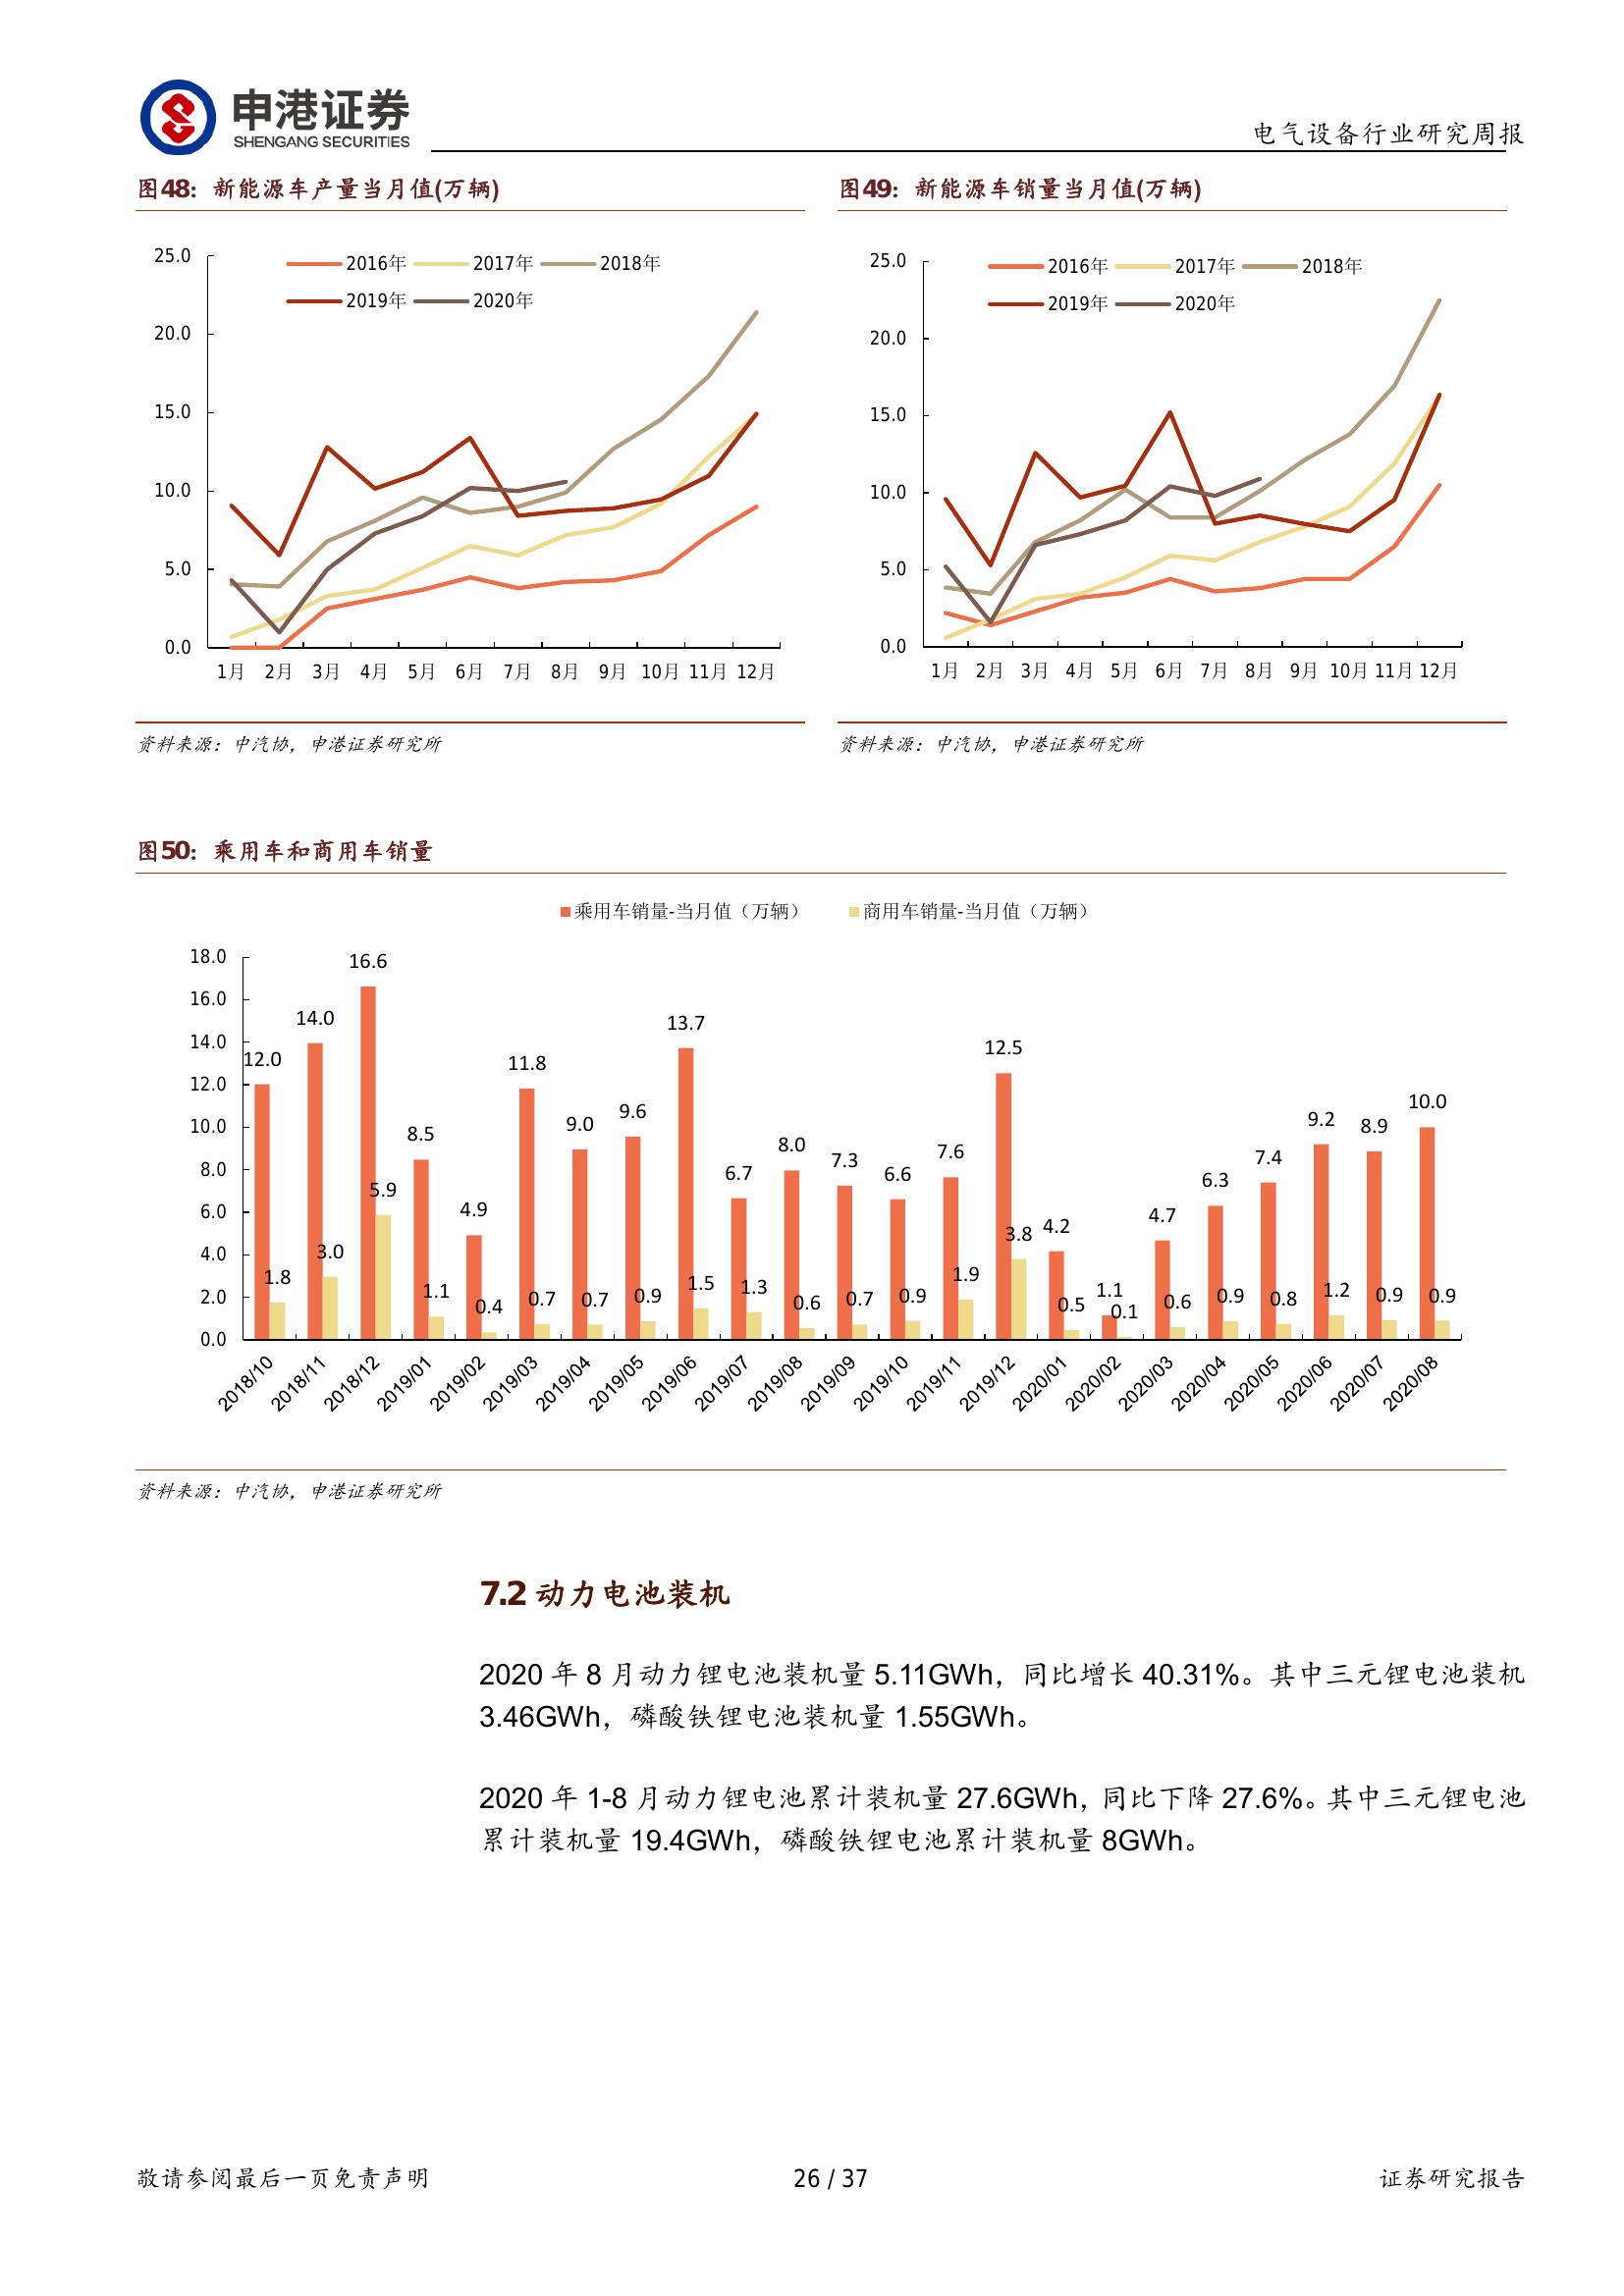 申港证券
SHENGANG SECURITIES
电气设备行业研究周报
图48：新能源车产量当月值(万辆)
25.0
20.0
15.0
10.0
5.0
0.0
2016年 2017年 2018年
2019年 2020年
1月 2月 3月 4月 5月 6月 7月 8月 9月 10月 11月 12月
资料来源：中汽协，申港证券研究所
图49：新能源车销量当月值(万辆)
25.0
20.0
15.0
10.0
5.0
0.0
2016年 2017年 2018年
2019年 2020年
1月 2月 3月 4月 5月 6月 7月 8月 9月 10月 11月 12月
资料来源：中汽协，申港证券研究所
图50：乘用车和商用车销量
乘用车销量-当月值（万辆） 商用车销量-当月值（万辆）
18.0
16.0
14.0
12.0
10.0
8.0
6.0
4.0
2.0
0.0
12.0 14.0 16.6 8.5 4.9 11.8 9.0 9.6 13.7 6.7 8.0 7.3 6.6 7.6 12.5 4.2 1.1 4.7 6.3 7.4 9.2 8.9 10.0
1.8 3.0 5.9 1.1 0.4 0.7 0.7 0.9 1.5 1.3 0.6 0.7 0.9 1.9 3.8 0.5 0.1 0.6 0.9 0.8 1.2 0.9 0.9
2018/10 2018/11 2018/12 2019/01 2019/02 2019/03 2019/04 2019/05 2019/06 2019/07 2019/08 2019/09 2019/10 2019/11 2019/12 2020/01 2020/02 2020/03 2020/04 2020/05 2020/06 2020/07 2020/08
资料来源：中汽协，申港证券研究所
7.2 动力电池装机
2020 年 8 月动力锂电池装机量 5.11GWh，同比增长 40.31%。其中三元锂电池装机
3.46GWh，磷酸铁锂电池装机量 1.55GWh。
2020 年 1-8 月动力锂电池累计装机量 27.6GWh，同比下降 27.6%。其中三元锂电池
累计装机量 19.4GWh，磷酸铁锂电池累计装机量 8GWh。
敬请参阅最后一页免责声明
26 / 37
证券研究报告